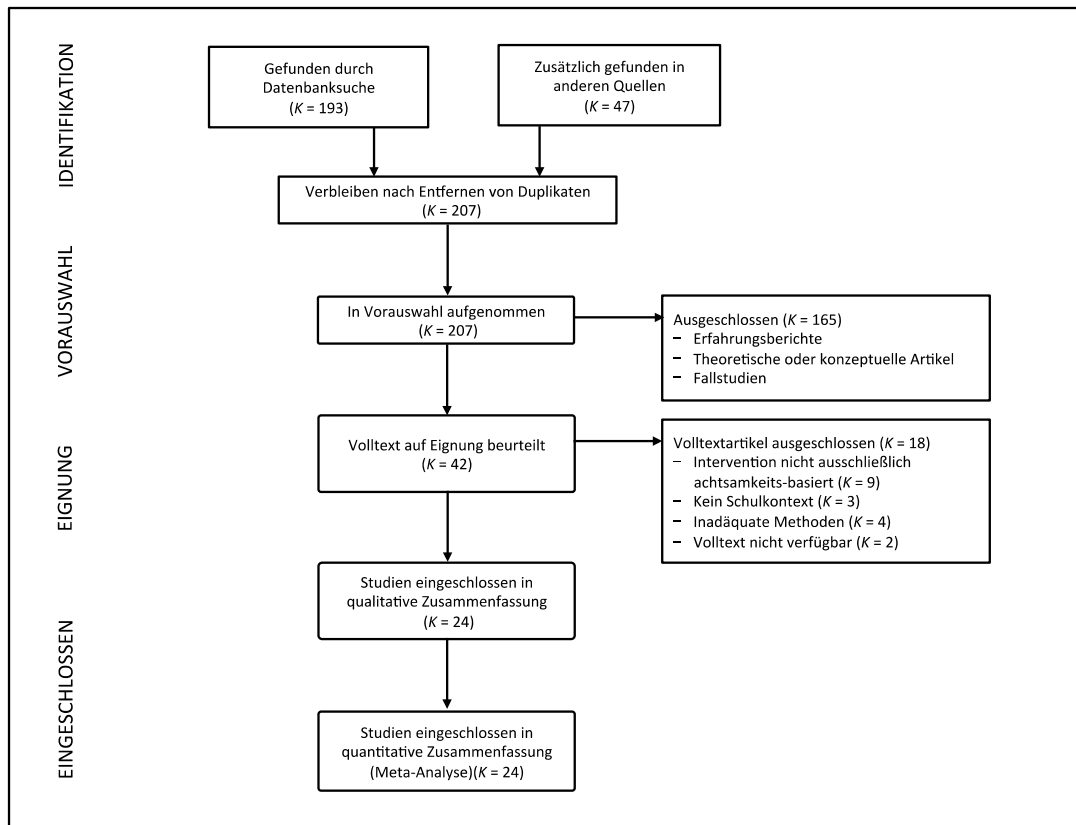 IDENTIFIKATION
Gefunden durch
Datenbanksuche
(K = 193)
Zusätzlich gefunden in
anderen Quellen
(K = 47)
Verbleiben nach Entfernen von Duplikaten
(K = 207)
VORAUSWAHL
In Vorauswahl aufgenommen
(K = 207)
Ausgeschlossen (K = 165)
– Erfahrungsberichte
– Theoretische oder konzeptuelle Artikel
– Fallstudien
EIGNUNG
Volltext auf Eignung beurteilt
(K = 42)
Volltextartikel ausgeschlossen (K = 18)
– Intervention nicht ausschließlich
achtsamkeits-basiert (K = 9)
– Kein Schulkontext (K = 3)
– Inadäquate Methoden (K = 4)
– Volltext nicht verfügbar (K = 2)
EINGESCHLOSSEN
Studien eingeschlossen in
qualitative Zusammenfassung
(K = 24)
Studien eingeschlossen in
quantitative Zusammenfassung
(Meta-Analyse)(K = 24)